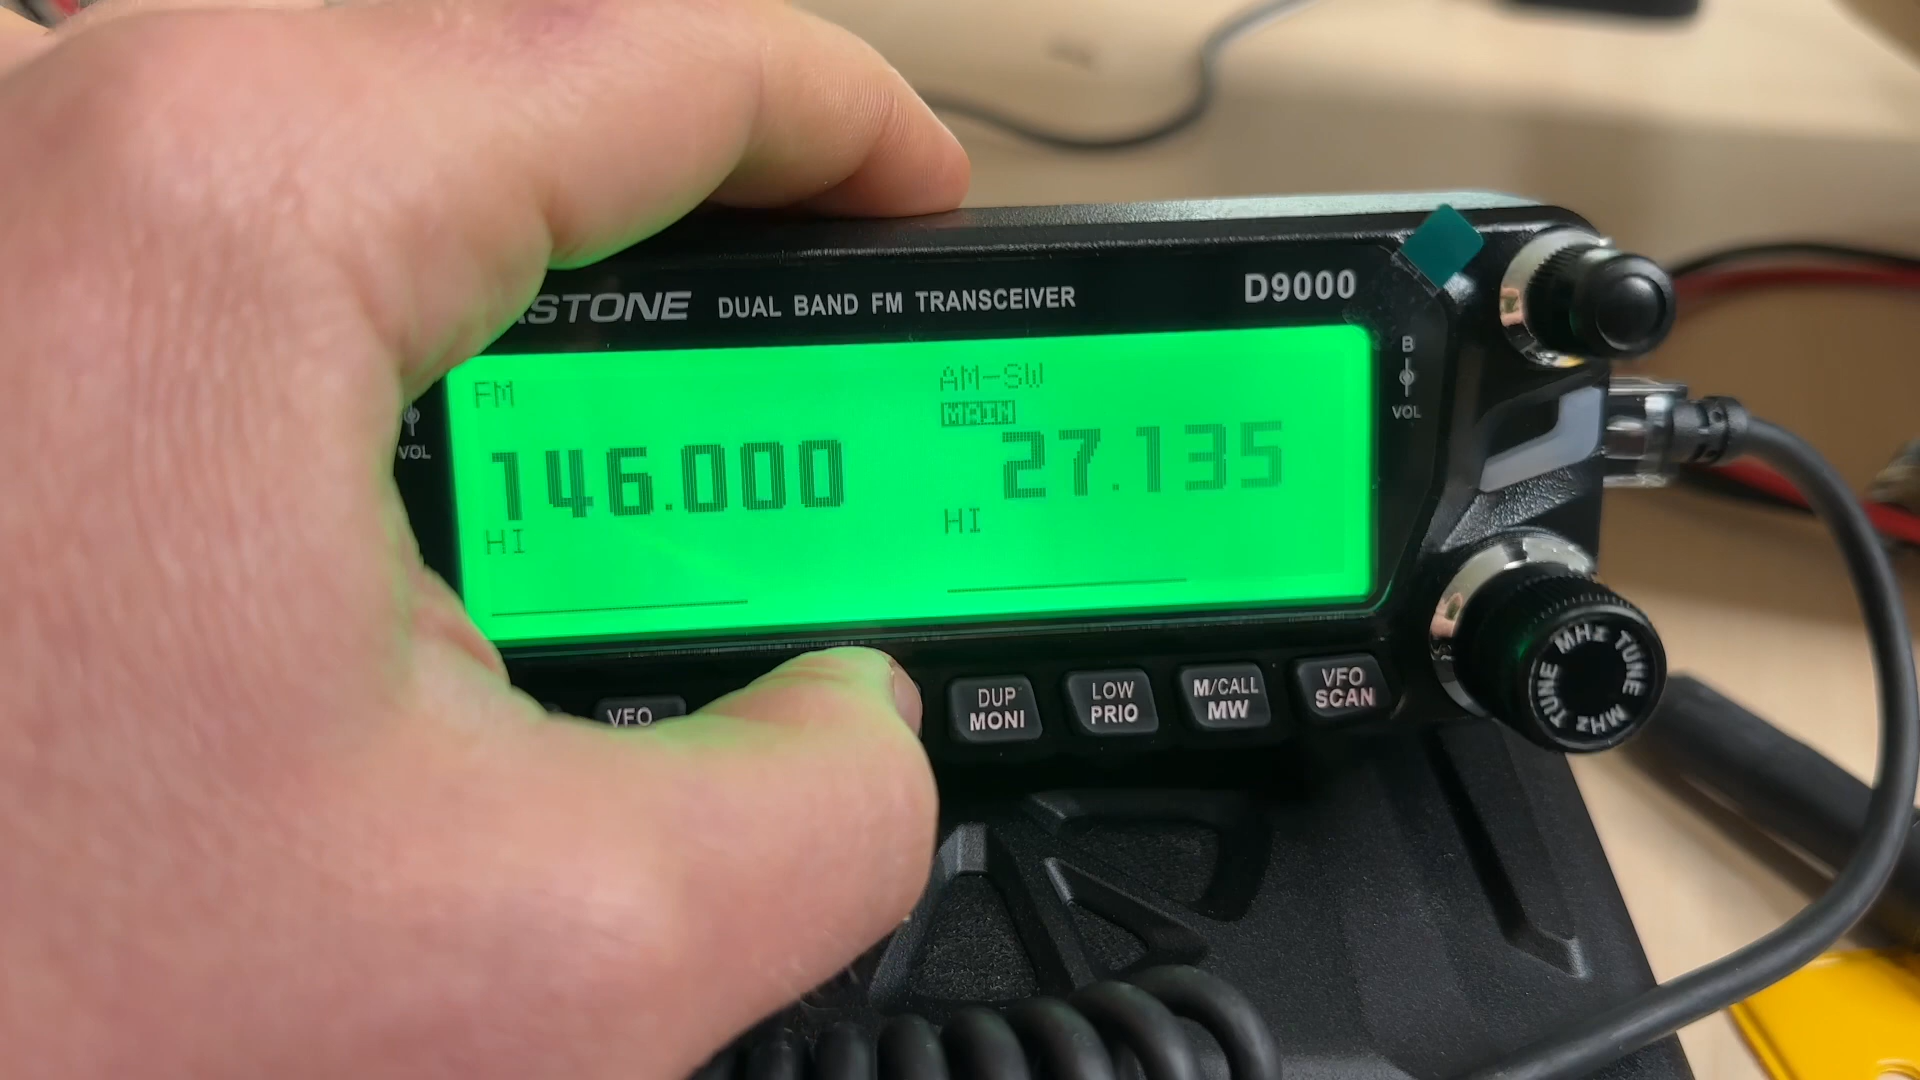 ASTONE DUAL BAND FM TRANSCEIVER D9000
FM
AM-SW
MAIN
146.000
27.135
HI
HI
VOL
B
VOL
VFO
DUP
MONI
LOW
PRIO
M/CALL
MW
VFO
SCAN
MHz TUNE MHz TUNE